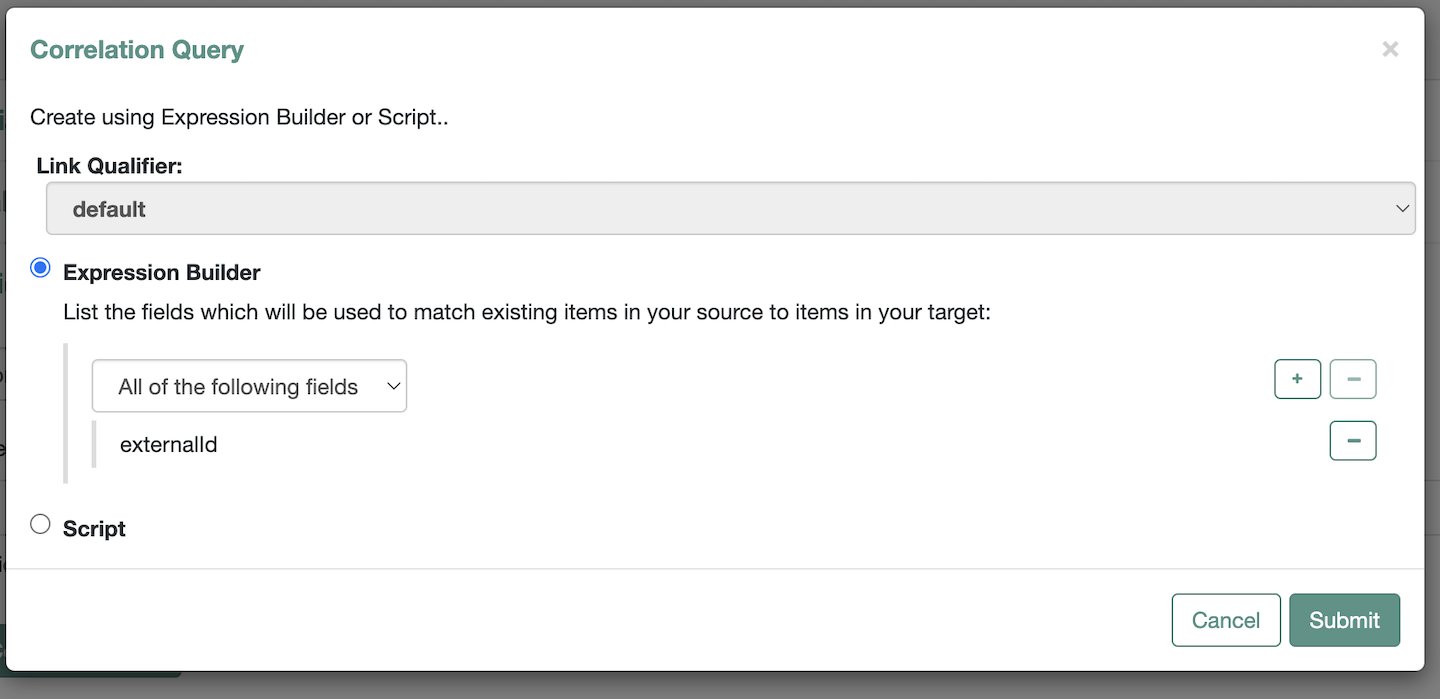 Correlation Query
×
Create using Expression Builder or Script..
Link Qualifier:
default
Expression Builder
List the fields which will be used to match existing items in your source to items in your target:
All of the following fields
+ −
externalId
−
Script
Cancel Submit